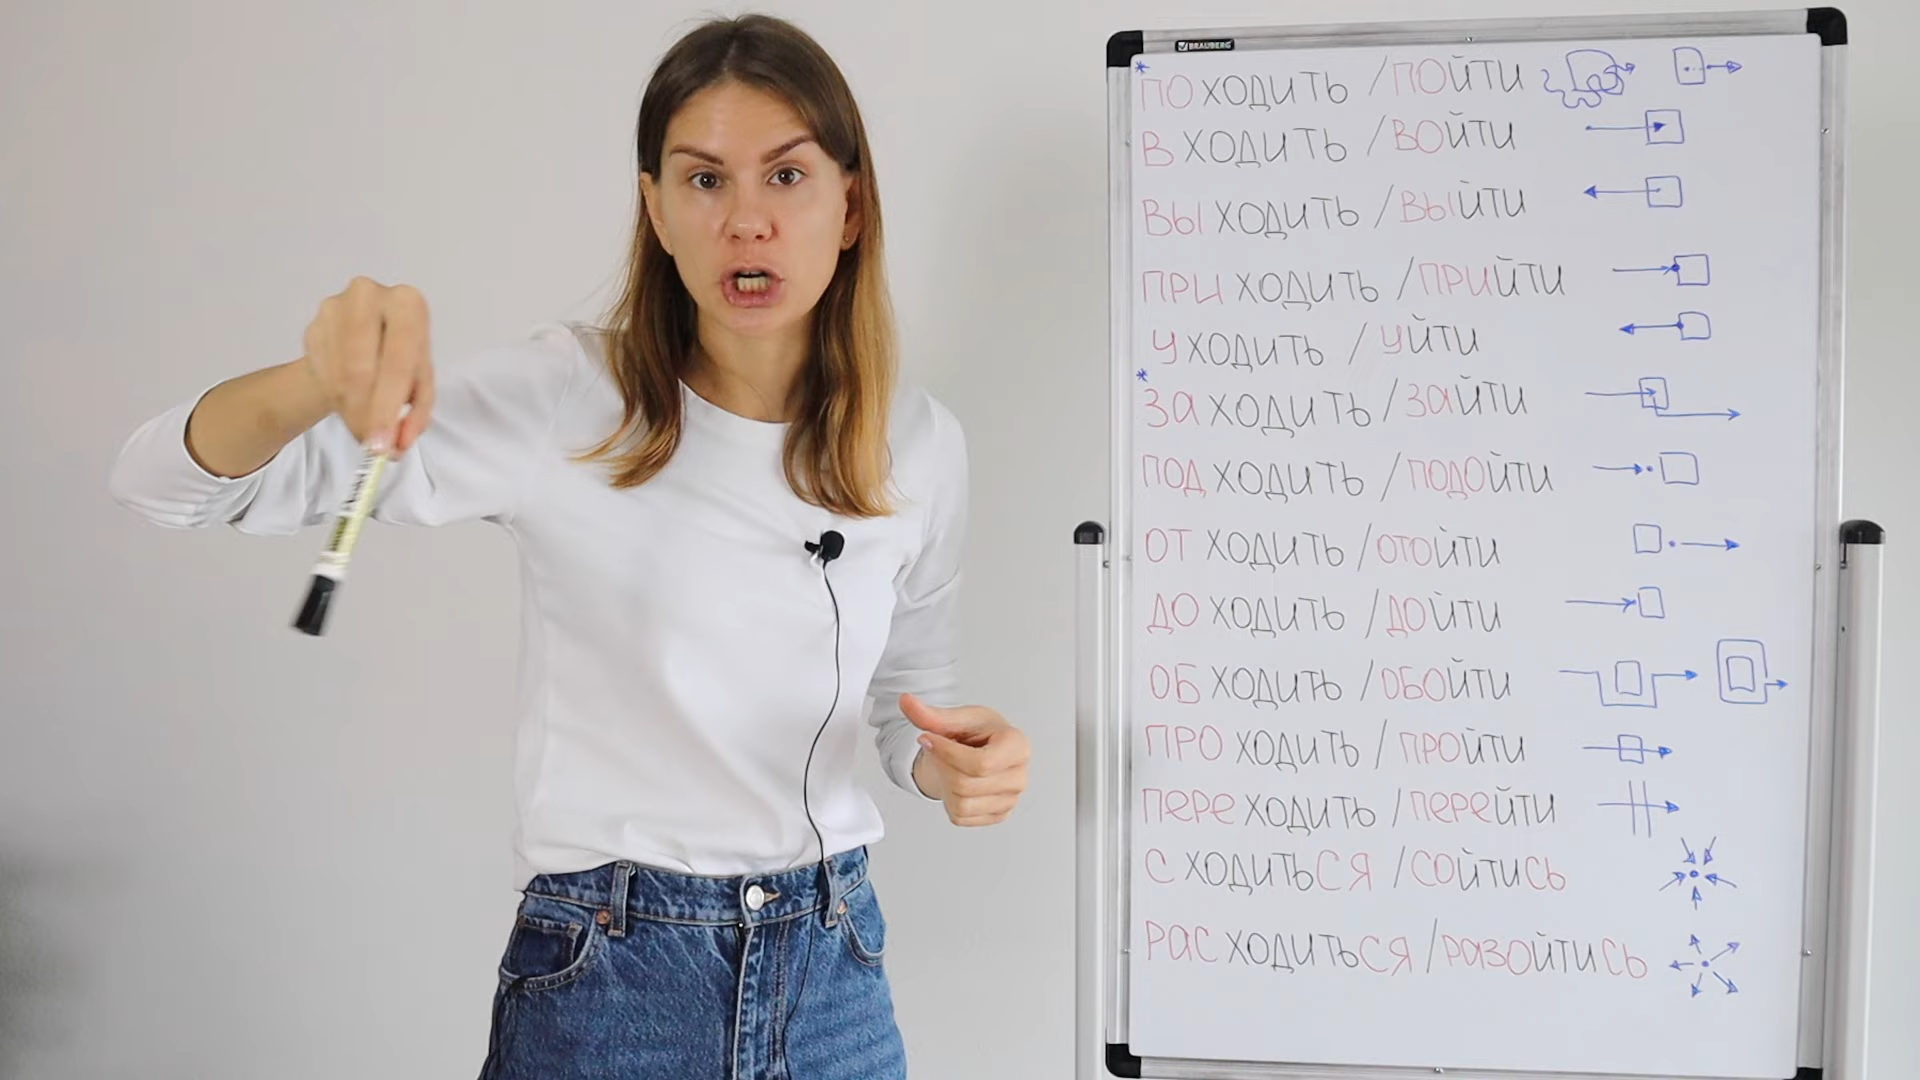 BRAUBERG
*ПОХОДИТЬ / ПОЙТИ
ВХОДИТЬ / ВОЙТИ
ВЫХОДИТЬ / ВЫЙТИ
ПРИХОДИТЬ / ПРИЙТИ
УХОДИТЬ / УЙТИ
*ЗАХОДИТЬ / ЗАЙТИ
ПОДХОДИТЬ / ПОДОЙТИ
ОТХОДИТЬ / ОТОЙТИ
ДОХОДИТЬ / ДОЙТИ
ОБХОДИТЬ / ОБОЙТИ
ПРОХОДИТЬ / ПРОЙТИ
ПЕРЕХОДИТЬ / ПЕРЕЙТИ
СХОДИТЬСЯ / СОЙТИСЬ
РАСХОДИТЬСЯ / РАЗОЙТИСЬ